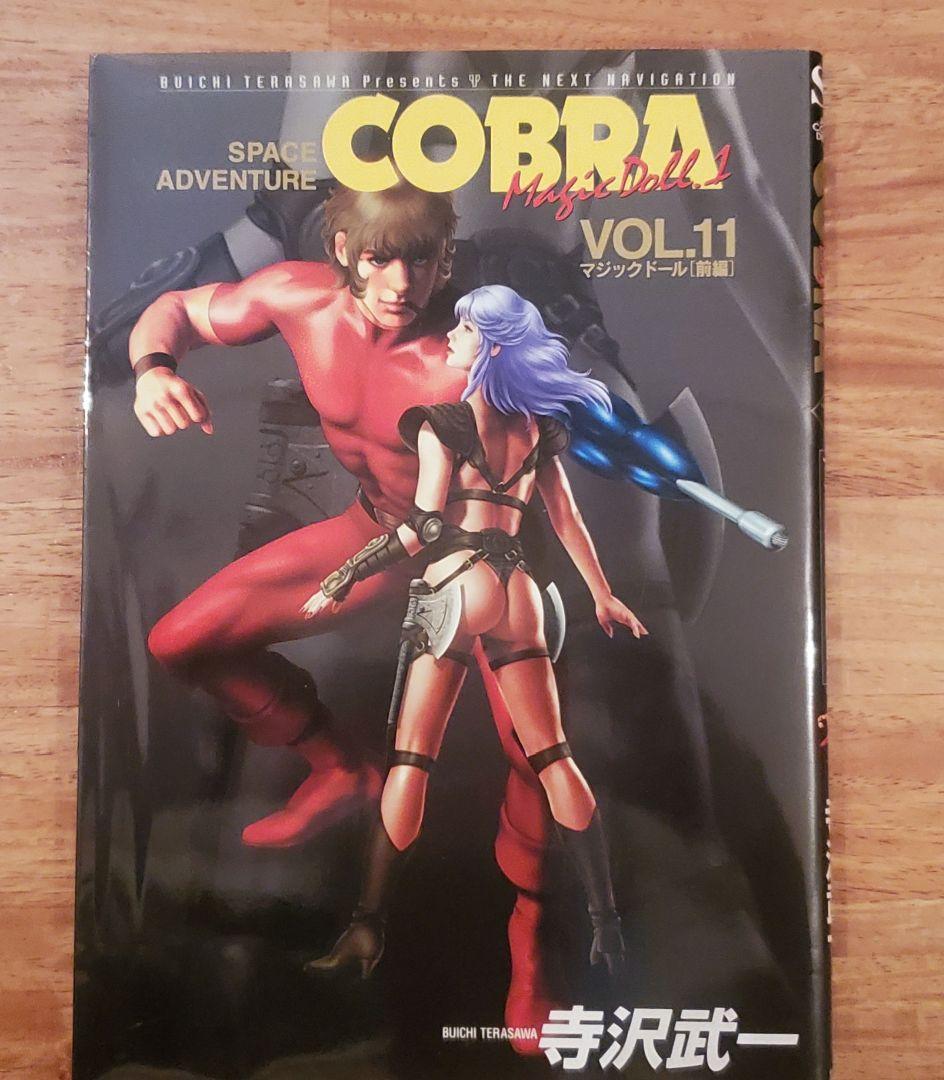 BUICHI TERASAWA Presents Ψ THE NEXT NAVIGATION
SPACE
ADVENTURE
COBRA
Magic Doll.1
VOL.11
マジックドール[前編]
BUICHI TERASAWA 寺沢武一